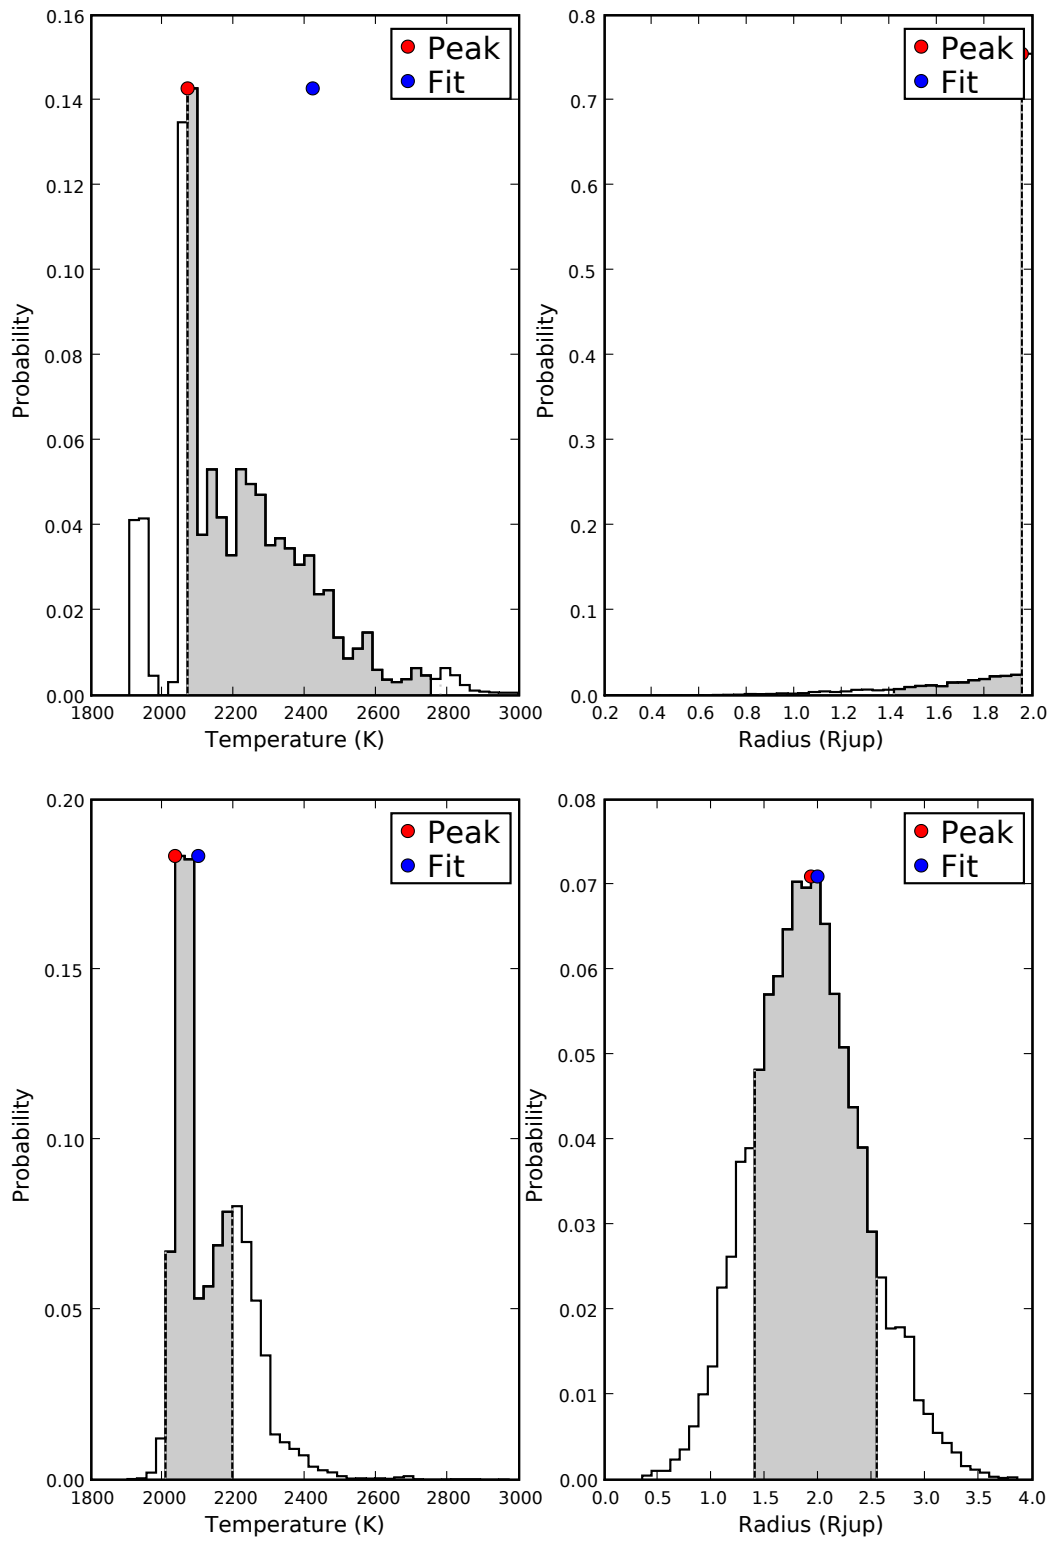 0.16
0.14
0.12
0.10
0.08
0.06
0.04
0.02
0.00
Probability
1800 2000 2200 2400 2600 2800 3000
Temperature (K)
Peak
Fit
0.8
0.7
0.6
0.5
0.4
0.3
0.2
0.1
0.0
Probability
0.2 0.4 0.6 0.8 1.0 1.2 1.4 1.6 1.8 2.0
Radius (Rjup)
Peak
Fit
0.20
0.15
0.10
0.05
0.00
Probability
1800 2000 2200 2400 2600 2800 3000
Temperature (K)
Peak
Fit
0.08
0.07
0.06
0.05
0.04
0.03
0.02
0.01
0.00
Probability
0.0 0.5 1.0 1.5 2.0 2.5 3.0 3.5 4.0
Radius (Rjup)
Peak
Fit